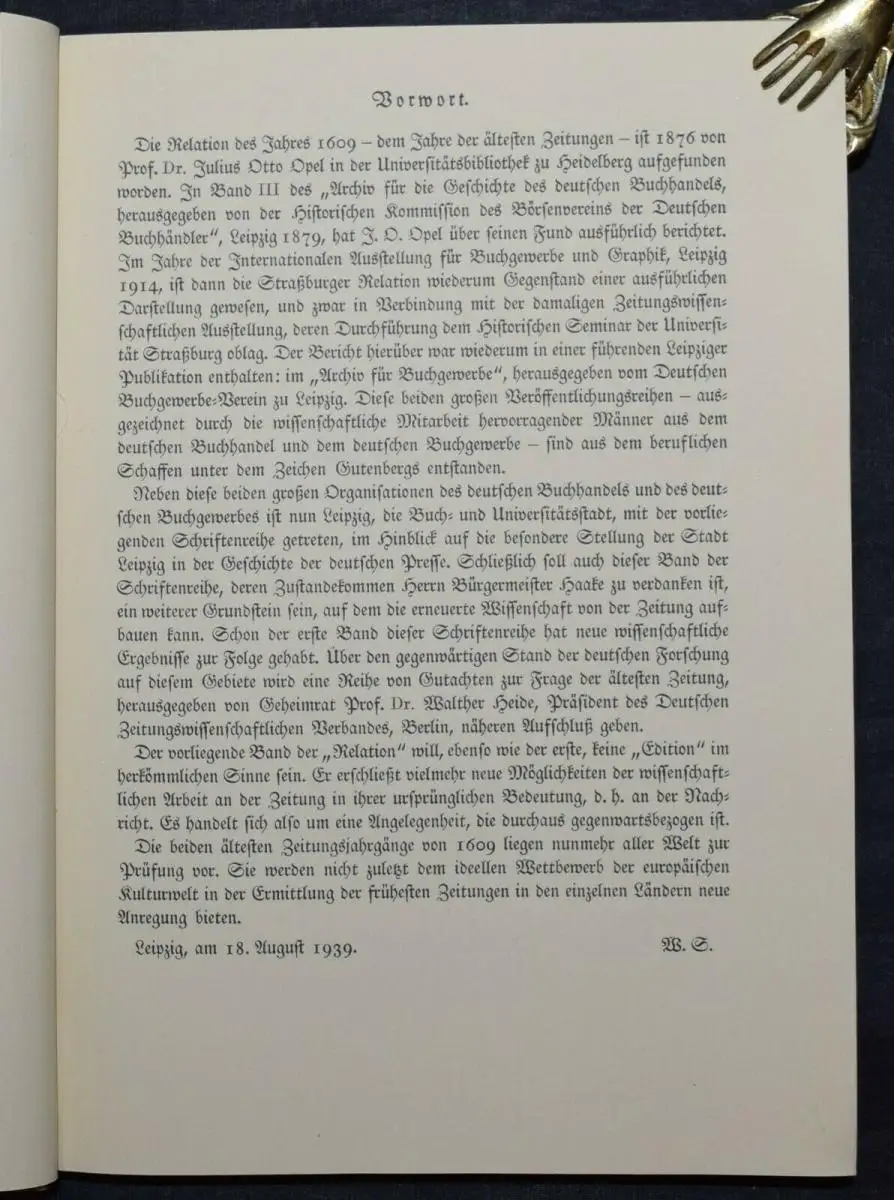 Vorwort.
Die Relation des Jahres 1609 – dem Jahre der ältesten Zeitungen – ist 1876 von
Prof. Dr. Julius Otto Opel in der Universitätsbibliothek zu Heidelberg aufgefunden
worden. In Band III des „Archiv für die Geschichte des deutschen Buchhandels,
herausgegeben von der Historischen Kommission des Börsenvereins der Deutschen
Buchhändler“, Leipzig 1879, hat J. O. Opel über seinen Fund ausführlich berichtet.
Im Jahre der Internationalen Ausstellung für Buchgewerbe und Graphik, Leipzig
1914, ist dann die Straßburger Relation wiederum Gegenstand einer ausführlichen
Darstellung gewesen, und zwar in Verbindung mit der damaligen Zeitungswissen-
schaftlichen Ausstellung, deren Durchführung dem Historischen Seminar der Universi-
tät Straßburg oblag. Der Bericht hierüber war wiederum in einer führenden Leipziger
Publikation enthalten: im „Archiv für Buchgewerbe“, herausgegeben vom Deutschen
Buchgewerbe-Verein zu Leipzig. Diese beiden großen Veröffentlichungsreihen – aus-
gezeichnet durch die wissenschaftliche Mitarbeit hervorragender Männer aus dem
deutschen Buchhandel und dem deutschen Buchgewerbe – sind aus dem beruflichen
Schaffen unter dem Zeichen Gutenbergs entstanden.
Neben diese beiden großen Organisationen des deutschen Buchhandels und des deut-
schen Buchgewerbes ist nun Leipzig, die Buch- und Universitätsstadt, mit der vorlie-
genden Schriftenreihe getreten, im Hinblick auf die besondere Stellung der Stadt
Leipzig in der Geschichte der deutschen Presse. Schließlich soll auch dieser Band der
Schriftenreihe, deren Zustandekommen Herrn Bürgermeister Haake zu verdanken ist,
ein weiterer Grundstein sein, auf dem die erneuerte Wissenschaft von der Zeitung auf-
bauen kann. Schon der erste Band dieser Schriftenreihe hat neue wissenschaftliche
Ergebnisse zur Folge gehabt. Über den gegenwärtigen Stand der deutschen Forschung
auf diesem Gebiete wird eine Reihe von Gutachten zur Frage der ältesten Zeitung,
herausgegeben von Geheimrat Prof. Dr. Walther Heide, Präsident des Deutschen
Zeitungswissenschaftlichen Verbandes, Berlin, näheren Aufschluß geben.
Der vorliegende Band der „Relation“ will, ebenso wie der erste, keine „Edition“ im
herkömmlichen Sinne sein. Er erschließt vielmehr neue Möglichkeiten der wissenschaft-
lichen Arbeit an der Zeitung in ihrer ursprünglichen Bedeutung, d. h. an der Nach-
richt. Es handelt sich also um eine Angelegenheit, die durchaus gegenwartsbezogen ist.
Die beiden ältesten Zeitungsjahrgänge von 1609 liegen nunmehr aller Welt zur
Prüfung vor. Sie werden nicht zuletzt dem ideellen Wettbewerb der europäischen
Kulturwelt in der Ermittlung der frühesten Zeitungen in den einzelnen Ländern neue
Anregung bieten.
Leipzig, am 18. August 1939. W. S.